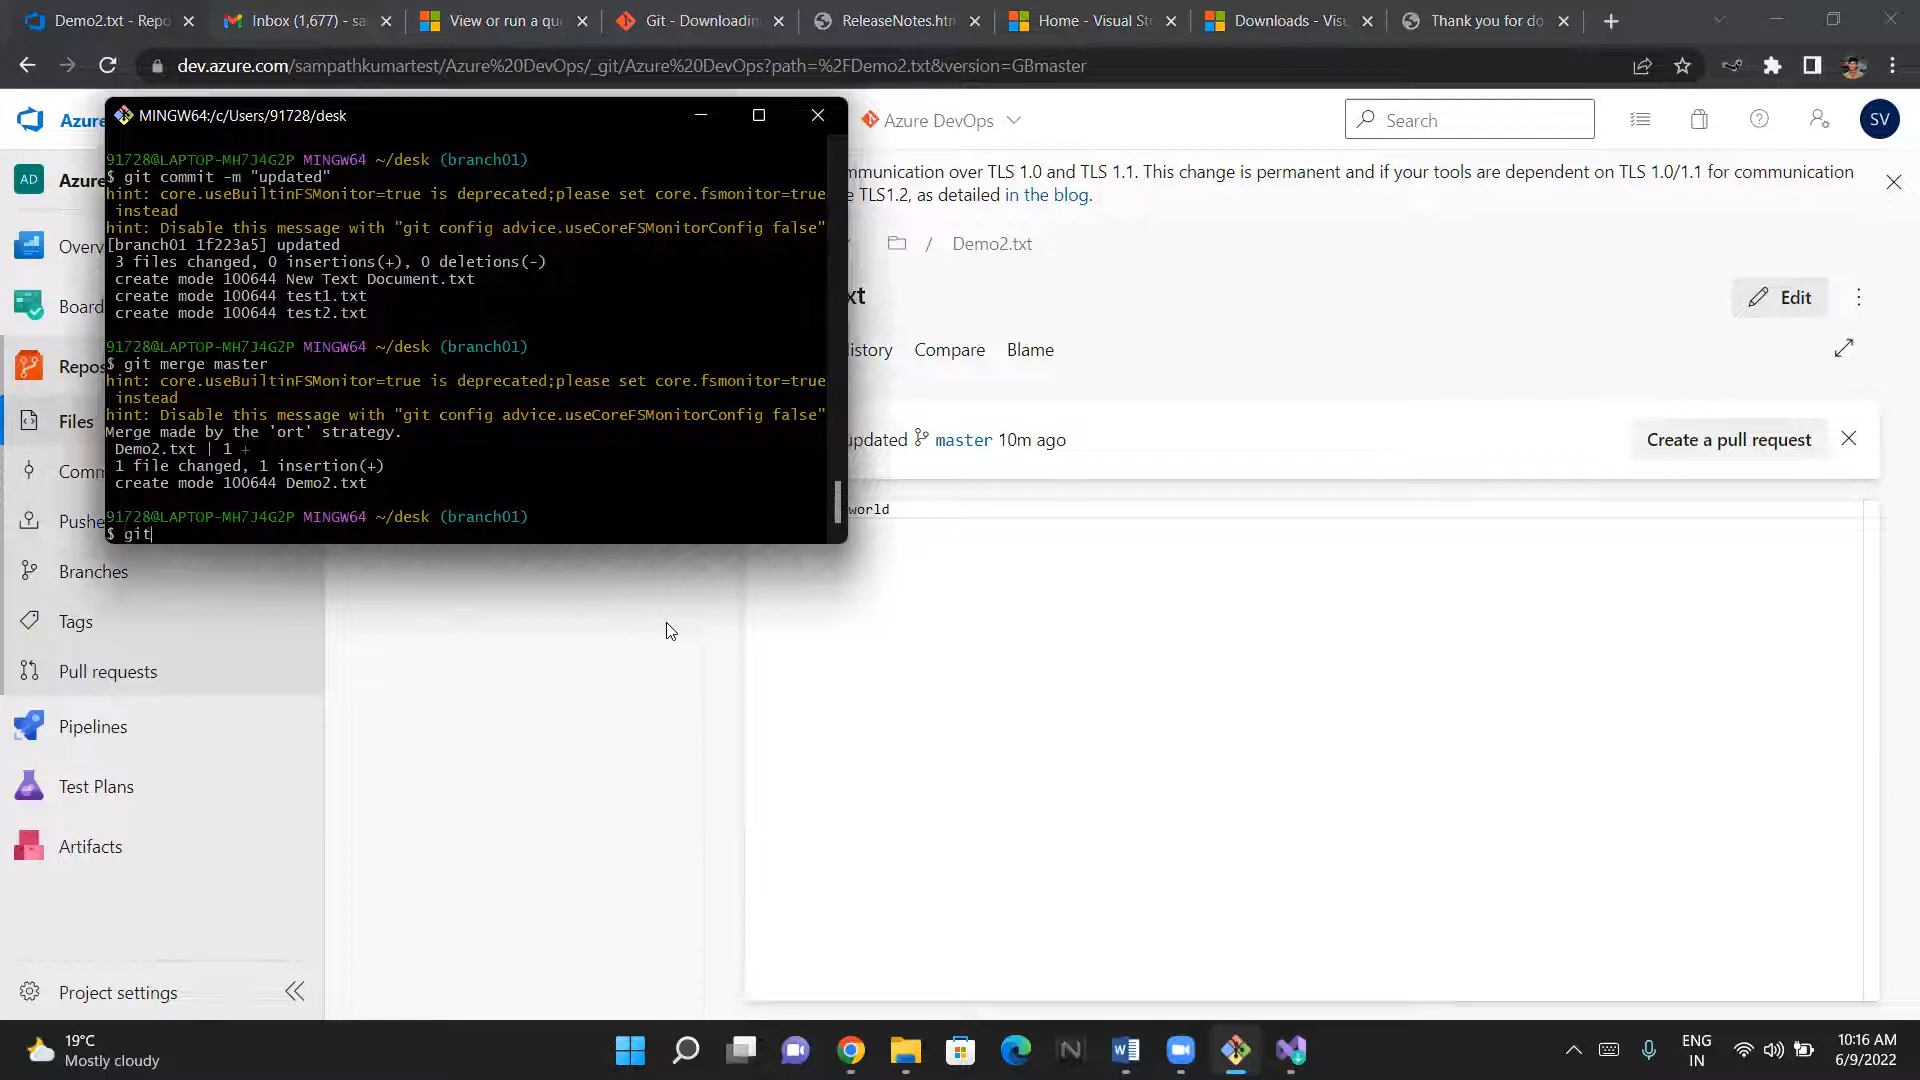 Demo2.txt - Repo
Inbox (1,677) - sa
View or run a qu
Git - Downloadin
ReleaseNotes.htm
Home - Visual St
Downloads - Visu
Thank you for do
dev.azure.com/sampathkumartest/Azure%20DevOps/_git/Azure%20DevOps?path=%2FDemo2.txt&version=GBmaster
Azure
MINGW64:/c/Users/91728/desk
Azure DevOps
Search
SV
AD
Azure
Overv
Board
Repos
Files
Comm
Pushe
Branches
Tags
Pull requests
Pipelines
Test Plans
Artifacts
Project settings
91728@LAPTOP-MH7J4G2P MINGW64 ~/desk (branch01)
$ git commit -m "updated"
hint: core.useBuiltinFSMonitor=true is deprecated;please set core.fsmonitor=true
instead
hint: Disable this message with "git config advice.useCoreFSMonitorConfig false"
[branch01 1f223a5] updated
3 files changed, 0 insertions(+), 0 deletions(-)
create mode 100644 New Text Document.txt
create mode 100644 test1.txt
create mode 100644 test2.txt
91728@LAPTOP-MH7J4G2P MINGW64 ~/desk (branch01)
$ git merge master
hint: core.useBuiltinFSMonitor=true is deprecated;please set core.fsmonitor=true
instead
hint: Disable this message with "git config advice.useCoreFSMonitorConfig false"
Merge made by the 'ort' strategy.
Demo2.txt | 1 +
1 file changed, 1 insertion(+)
create mode 100644 Demo2.txt
91728@LAPTOP-MH7J4G2P MINGW64 ~/desk (branch01)
$ git
mmunication over TLS 1.0 and TLS 1.1. This change is permanent and if your tools are dependent on TLS 1.0/1.1 for communication
e TLS1.2, as detailed in the blog.
/ Demo2.txt
xt
Edit
istory Compare Blame
updated master 10m ago
Create a pull request
world
19°C
Mostly cloudy
ENG
IN
10:16 AM
6/9/2022